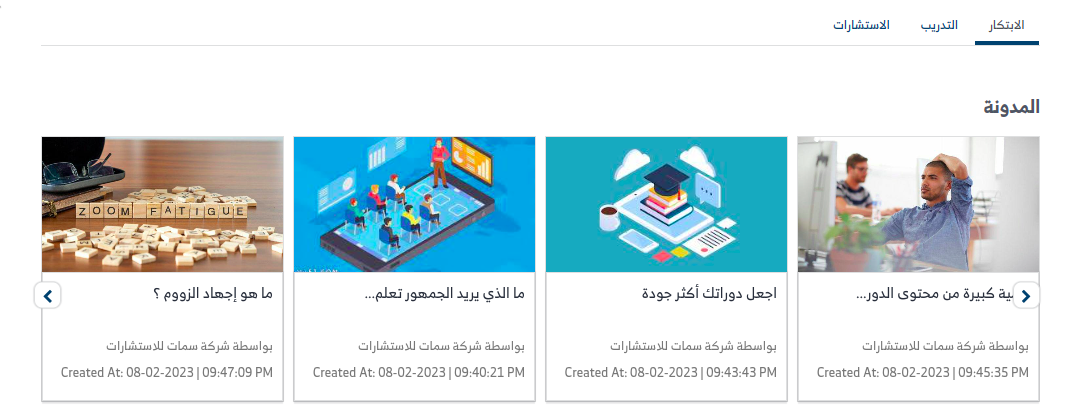 الابتكار
التدريب
الاستشارات
المدونة
كبيرة من محتوى الدور...
بواسطة شركة سمات للاستشارات
Created At: 08-02-2023 | 09:45:35 PM
اجعل دوراتك أكثر جودة
بواسطة شركة سمات للاستشارات
Created At: 08-02-2023 | 09:43:43 PM
ما الذي يريد الجمهور تعلم...
بواسطة شركة سمات للاستشارات
Created At: 08-02-2023 | 09:40:21 PM
ZOOM FATIGUE
ما هو إجهاد الزووم ؟
بواسطة شركة سمات للاستشارات
Created At: 08-02-2023 | 09:47:09 PM